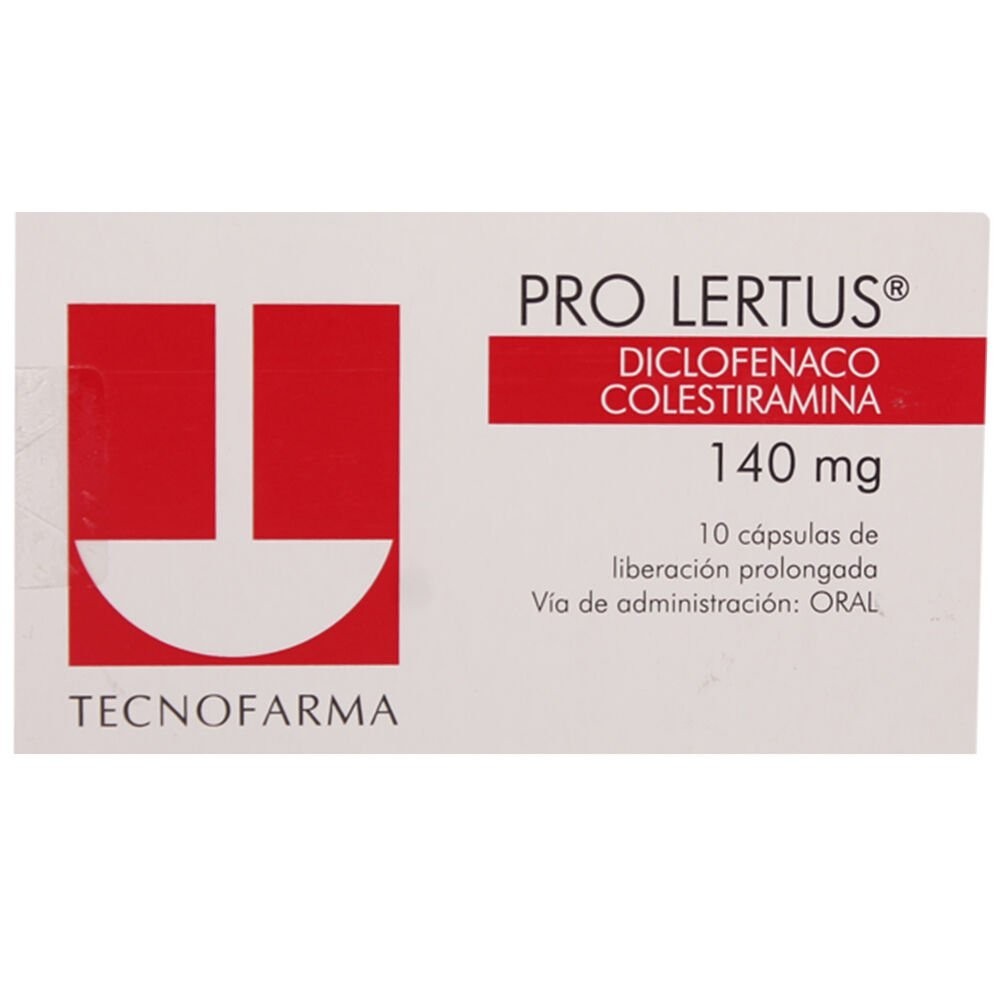 PRO LERTUS®
DICLOFENACO
COLESTIRAMINA
140 mg
10 cápsulas de
liberación prolongada
Vía de administración: ORAL
TECNOFARMA